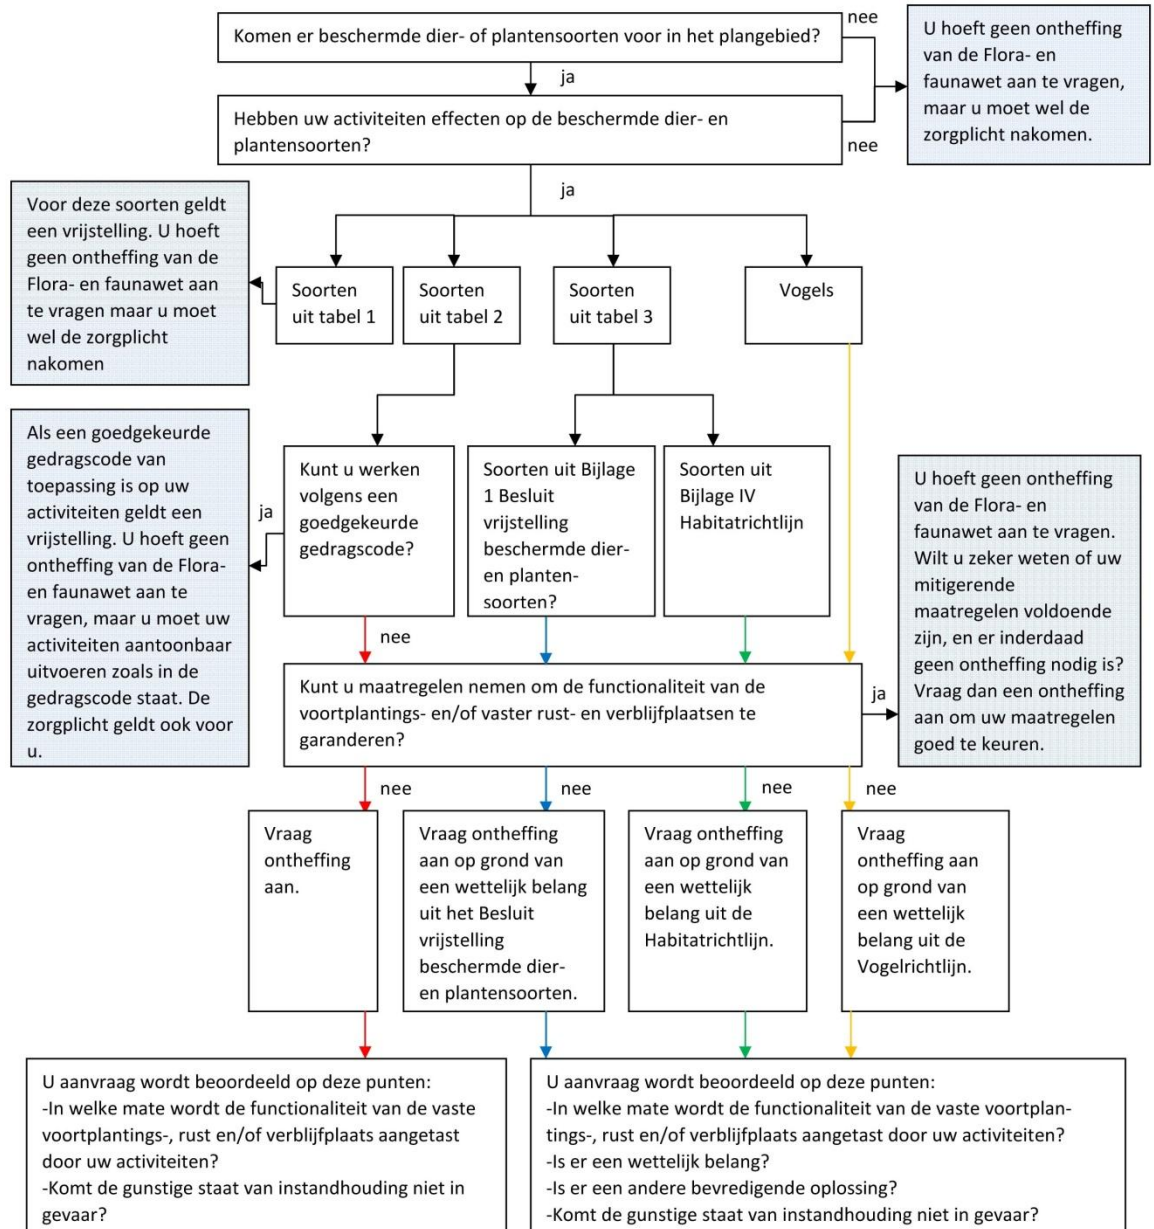 Komen er beschermde dier- of plantensoorten voor in het plangebied?
nee
U hoeft geen ontheffing
van de Flora- en
faunawet aan te vragen,
maar u moet wel de
zorgplicht nakomen.
ja
Hebben uw activiteiten effecten op de beschermde dier- en
plantensoorten?
nee
ja
Voor deze soorten geldt
een vrijstelling. U hoeft
geen ontheffing van de
Flora- en faunawet aan
te vragen maar u moet
wel de zorgplicht
nakomen
Soorten
uit tabel 1
Soorten
uit tabel 2
Soorten
uit tabel 3
Vogels
Als een goedgekeurde
gedragscode van
toepassing is op uw
activiteiten geldt een
vrijstelling. U hoeft geen
ontheffing van de Flora-
en faunawet aan te
vragen, maar u moet uw
activiteiten aantoonbaar
uitvoeren zoals in de
gedragscode staat. De
zorgplicht geldt ook voor
u.
ja
Kunt u werken
volgens een
goedgekeurde
gedragscode?
Soorten uit Bijlage
1 Besluit
vrijstelling
beschermde dier-
en planten-
soorten?
Soorten uit
Bijlage IV
Habitatrichtlijn
U hoeft geen ontheffing
van de Flora- en
faunawet aan te vragen.
Wilt u zeker weten of uw
mitigerende
maatregelen voldoende
zijn, en er inderdaad
geen ontheffing nodig is?
Vraag dan een ontheffing
aan om uw maatregelen
goed te keuren.
nee
Kunt u maatregelen nemen om de functionaliteit van de
voortplantings- en/of vaster rust- en verblijfplaatsen te
garanderen?
ja
nee
nee
nee
nee
Vraag
ontheffing
aan.
Vraag ontheffing
aan op grond van
een wettelijk belang
uit het Besluit
vrijstelling
beschermde dier-
en plantensoorten.
Vraag ontheffing
aan op grond van
een wettelijk
belang uit de
Habitatrichtlijn.
Vraag
ontheffing aan
op grond van
een wettelijk
belang uit de
Vogelrichtlijn.
U aanvraag wordt beoordeeld op deze punten:
-In welke mate wordt de functionaliteit van de vaste
voortplantings-, rust en/of verblijfplaats aangetast
door uw activiteiten?
-Komt de gunstige staat van instandhouding niet in
gevaar?
U aanvraag wordt beoordeeld op deze punten:
-In welke mate wordt de functionaliteit van de vaste voortplan-
tings-, rust en/of verblijfplaats aangetast door uw activiteiten?
-Is er een wettelijk belang?
-Is er een andere bevredigende oplossing?
-Komt de gunstige staat van instandhouding niet in gevaar?